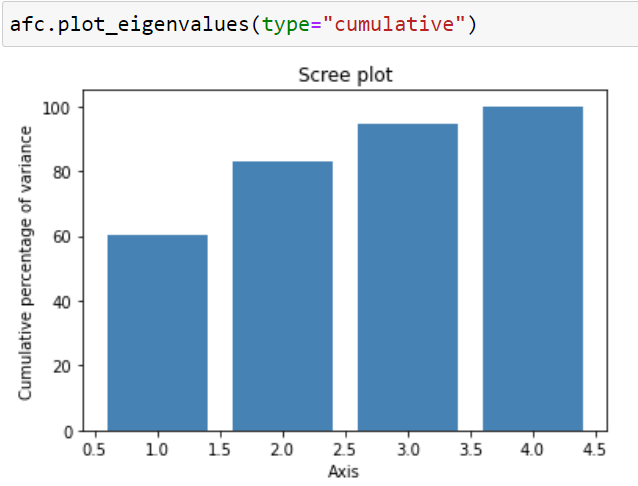 afc.plot_eigenvalues(type="cumulative")
Scree plot
Cumulative percentage of variance
100
80
60
40
20
0
0.5 1.0 1.5 2.0 2.5 3.0 3.5 4.0 4.5
Axis